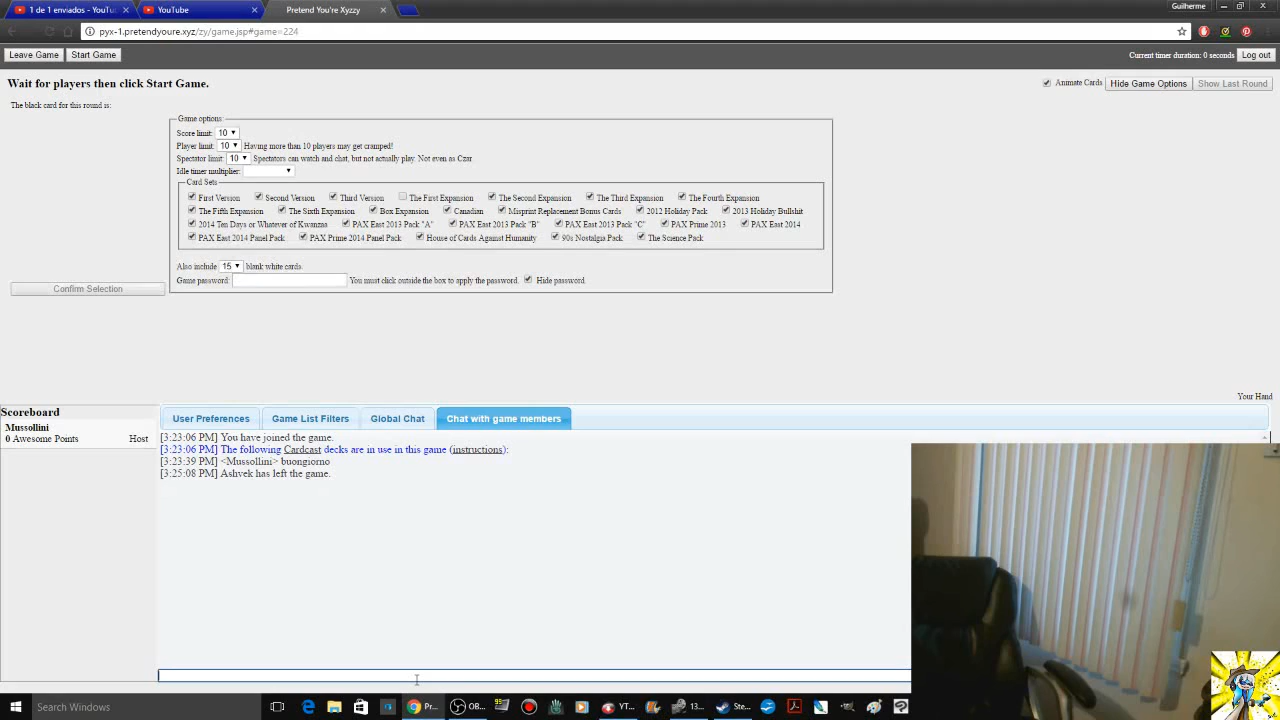 1 de 1 enviados - YouTu
YouTube
Pretend You're Xyzzy
Guilherme
pyx-1.pretendyoure.xyz/zy/game.jsp#game=224
Leave Game
Start Game
Current timer duration: 0 seconds
Log out
Wait for players then click Start Game.
Animate Cards
Hide Game Options
Show Last Round
The black card for this round is:
Game options:
Score limit: 10
Player limit: 10 Having more than 10 players may get cramped!
Spectator limit: 10 Spectators can watch and chat, but not actually play. Not even as Czar.
Idle timer multiplier:
Card Sets
First Version Second Version Third Version The First Expansion The Second Expansion The Third Expansion The Fourth Expansion
The Fifth Expansion The Sixth Expansion Box Expansion Canadian Misprint Replacement Bonus Cards 2012 Holiday Pack 2013 Holiday Bullshit
2014 Ten Days or Whatever of Kwanzaa PAX East 2013 Pack "A" PAX East 2013 Pack "B" PAX East 2013 Pack "C" PAX Prime 2013 PAX East 2014
PAX East 2014 Panel Pack PAX Prime 2014 Panel Pack House of Cards Against Humanity 90s Nostalgia Pack The Science Pack
Also include 15 blank white cards.
Game password: You must click outside the box to apply the password. Hide password.
Confirm Selection
Your Hand
Scoreboard
Mussollini
0 Awesome Points Host
User Preferences
Game List Filters
Global Chat
Chat with game members
[3:23:06 PM] You have joined the game.
[3:23:06 PM] The following Cardcast decks are in use in this game (instructions):
[3:23:39 PM] <Mussollini> buongiorno
[3:25:08 PM] Ashvek has left the game.
Search Windows
Pr...
OB...
YT...
13...
Ste...